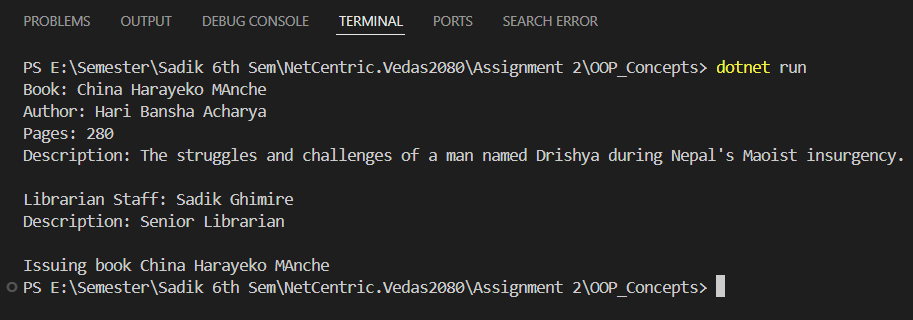 PROBLEMS OUTPUT DEBUG CONSOLE TERMINAL PORTS SEARCH ERROR
PS E:\Semester\Sadik 6th Sem\NetCentric.Vedas2080\Assignment 2\OOP_Concepts> dotnet run
Book: China Harayeko MAnche
Author: Hari Bansha Acharya
Pages: 280
Description: The struggles and challenges of a man named Drishya during Nepal's Maoist insurgency.
Librarian Staff: Sadik Ghimire
Description: Senior Librarian
Issuing book China Harayeko MAnche
PS E:\Semester\Sadik 6th Sem\NetCentric.Vedas2080\Assignment 2\OOP_Concepts>